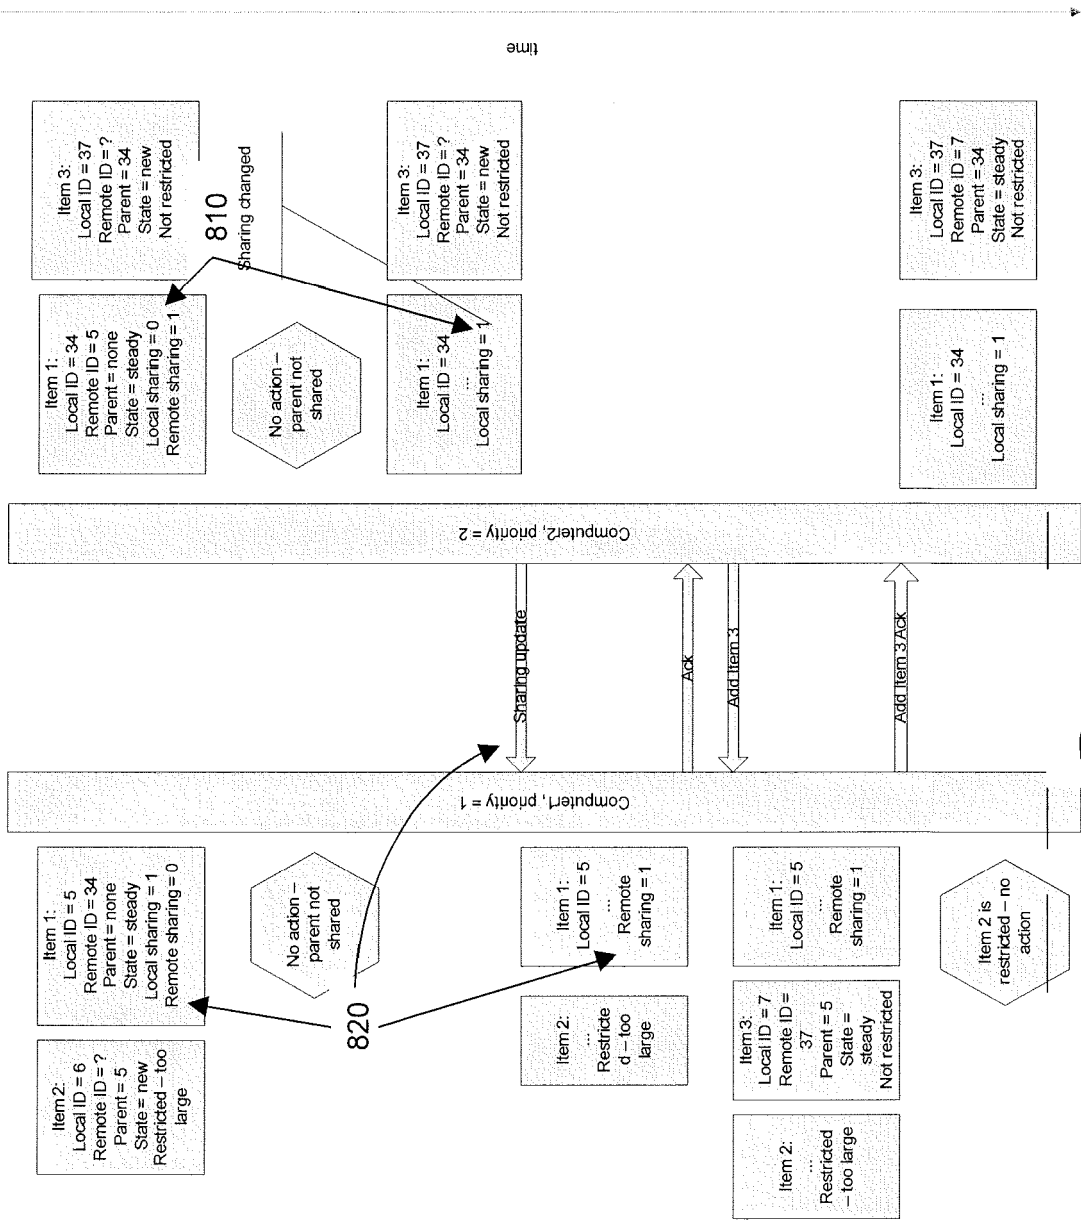 time
Item 3:
Local ID = 37
Remote ID = ?
Parent = 34
State = new
Not restricted
810
Sharing changed
Item 3:
Local ID = 37
Remote ID = ?
Parent = 34
State = new
Not restricted
Item 3:
Local ID = 37
Remote ID = 7
Parent = 34
State = steady
Not restricted
Item 1:
Local ID = 34
Remote ID = 5
Parent = none
State = steady
Local sharing = 0
Remote sharing = 1
No action –
parent not
shared
Item 1:
Local ID = 34
...
Local sharing = 1
Item 1:
Local ID = 34
...
Local sharing = 1
Computer2, priority = 2
Sharing update
Ack
Add Item 3
Add Item 3 Ack
Computer1, priority = 1
Item 1:
Local ID = 5
Remote ID = 34
Parent = none
State = steady
Local sharing = 1
Remote sharing = 0
No action –
parent not
shared
Item 1:
Local ID = 5
...
Remote
sharing = 1
Item 1:
Local ID = 5
...
Remote
sharing = 1
Item 2 is
restricted – no
action
820
Item 2:
Local ID = 6
Remote ID = ?
Parent = 5
State = new
Restricted – too
large
Item 2:
...
Restricte
d – too
large
Item 3:
Local ID = 7
Remote ID =
37
Parent = 5
State =
steady
Not restricted
Item 2:
...
Restricted
– too large